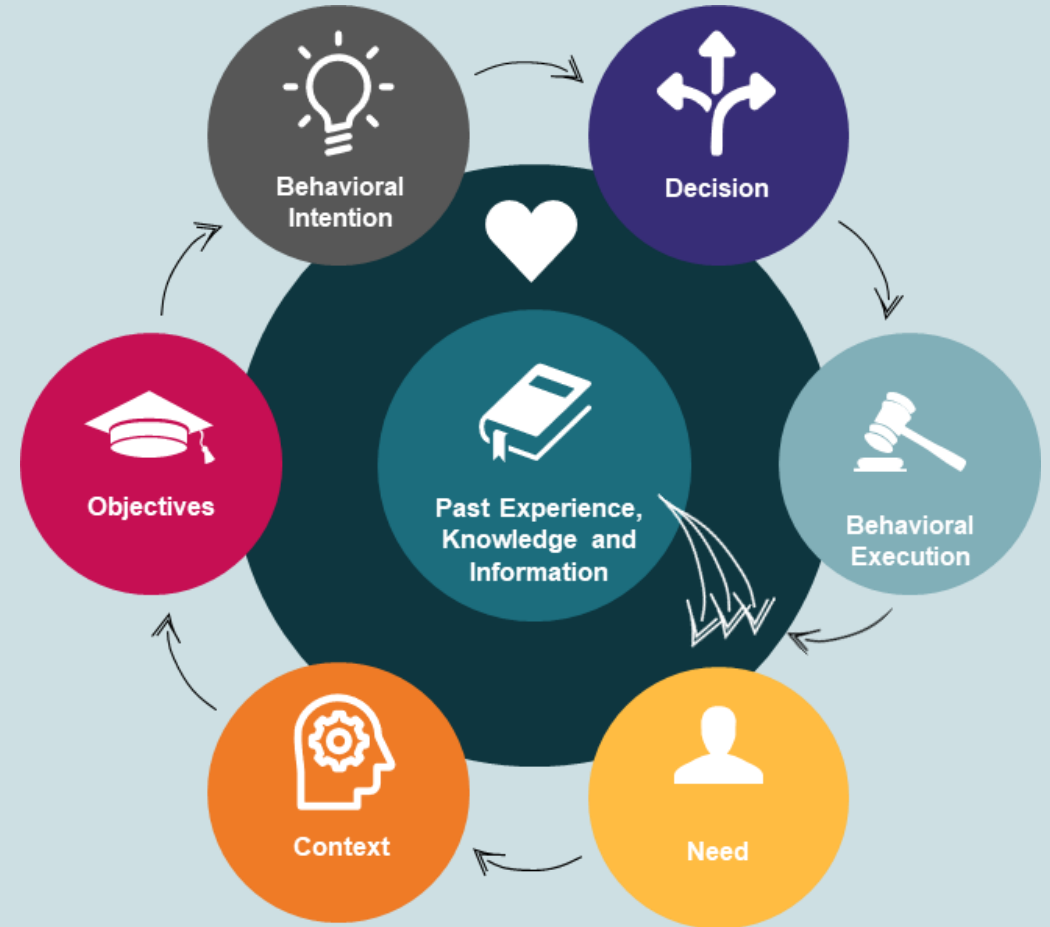 Behavioral
Intention
Decision
Objectives
Past Experience,
Knowledge and
Information
Behavioral
Execution
Context
Need